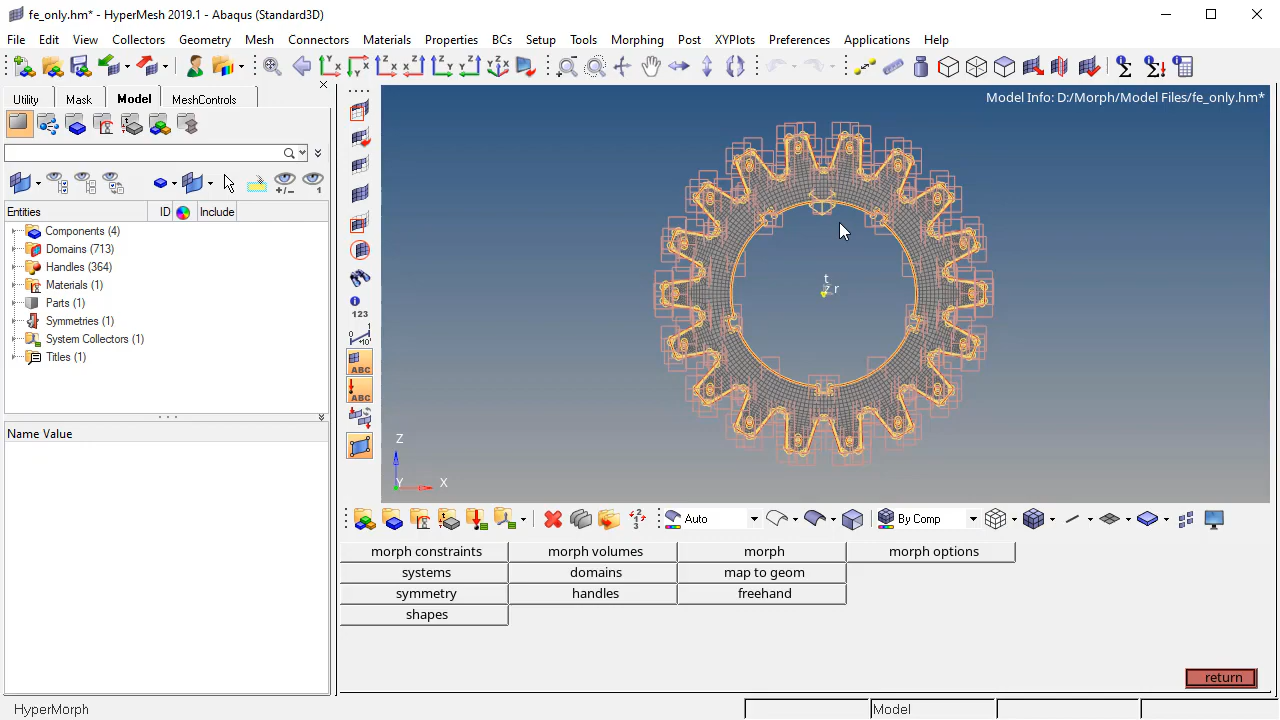 fe_only.hm* - HyperMesh 2019.1 - Abaqus (Standard3D)
File Edit View Collectors Geometry Mesh Connectors Materials Properties BCs Setup Tools Morphing Post XYPlots Preferences Applications Help
Utility Mask Model MeshControls
Model Info: D:/Morph/Model Files/fe_only.hm*
Entities ID Include
Components (4)
Domains (713)
Handles (364)
Materials (1)
Parts (1)
Symmetries (1)
System Collectors (1)
Titles (1)
Name Value
123
ABC
ABC
t
z r
Z
Y X
Auto By Comp
morph constraints morph volumes morph morph options
systems domains map to geom
symmetry handles freehand
shapes
return
HyperMorph Model